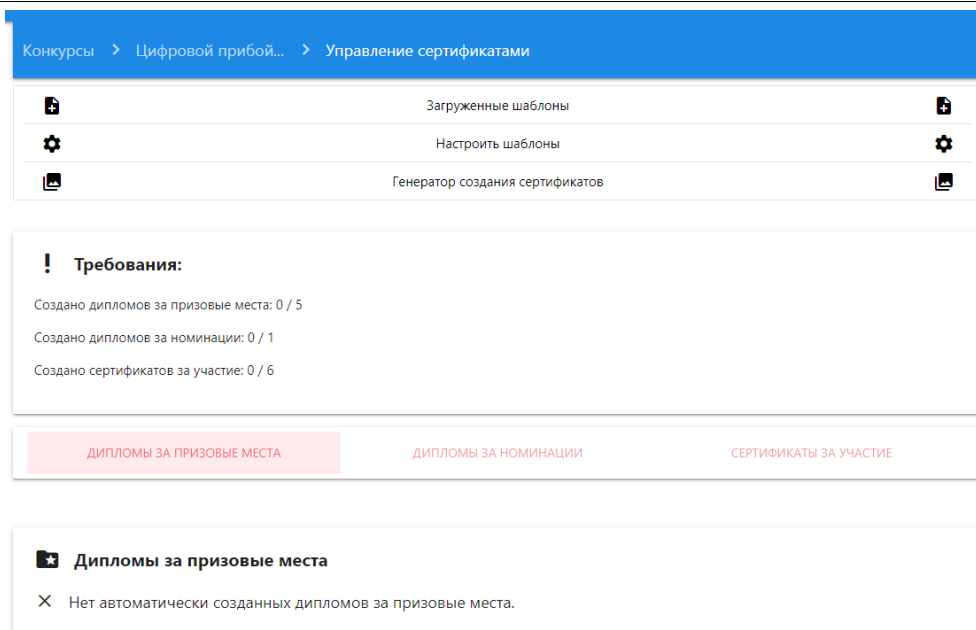 Конкурсы > Цифровой прибой... > Управление сертификатами
Загруженные шаблоны
Настроить шаблоны
Генератор создания сертификатов
! Требования:
Создано дипломов за призовые места: 0 / 5
Создано дипломов за номинации: 0 / 1
Создано сертификатов за участие: 0 / 6
ДИПЛОМЫ ЗА ПРИЗОВЫЕ МЕСТА ДИПЛОМЫ ЗА НОМИНАЦИИ СЕРТИФИКАТЫ ЗА УЧАСТИЕ
Дипломы за призовые места
Нет автоматически созданных дипломов за призовые места.